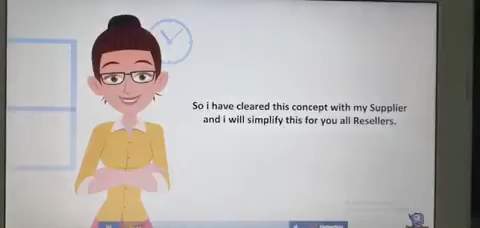 So i have cleared this concept with my Supplier
and i will simplify this for you all Resellers.